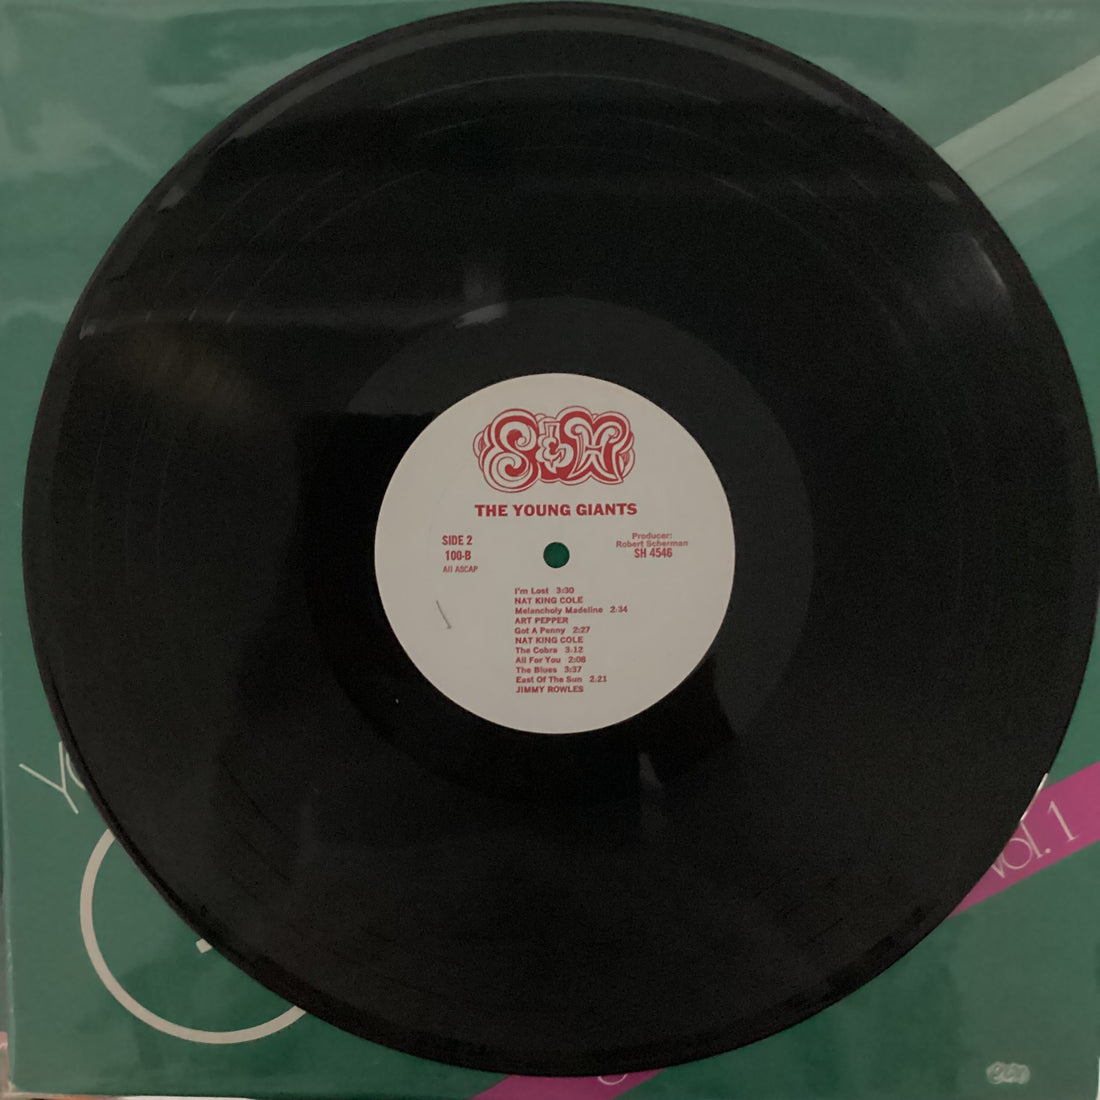 S&H
THE YOUNG GIANTS
SIDE 2
100-B
All ASCAP
Producer:
Robert Scherman
SH 4546
I'm Lost 3:30
NAT KING COLE
Melancholy Madeline 2:34
ART PEPPER
Got A Penny 2:27
NAT KING COLE
The Cobra 3:12
All For You 2:08
The Blues 3:37
East Of The Sun 2:21
JIMMY ROWLES
Vol. 1